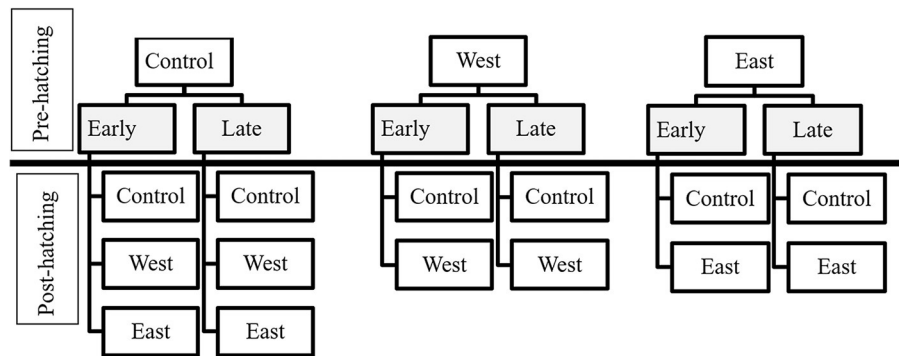 Pre-hatching
Control
West
East
Early
Late
Early
Late
Early
Late
Post-hatching
Control
Control
Control
Control
Control
Control
West
West
West
West
East
East
East
East